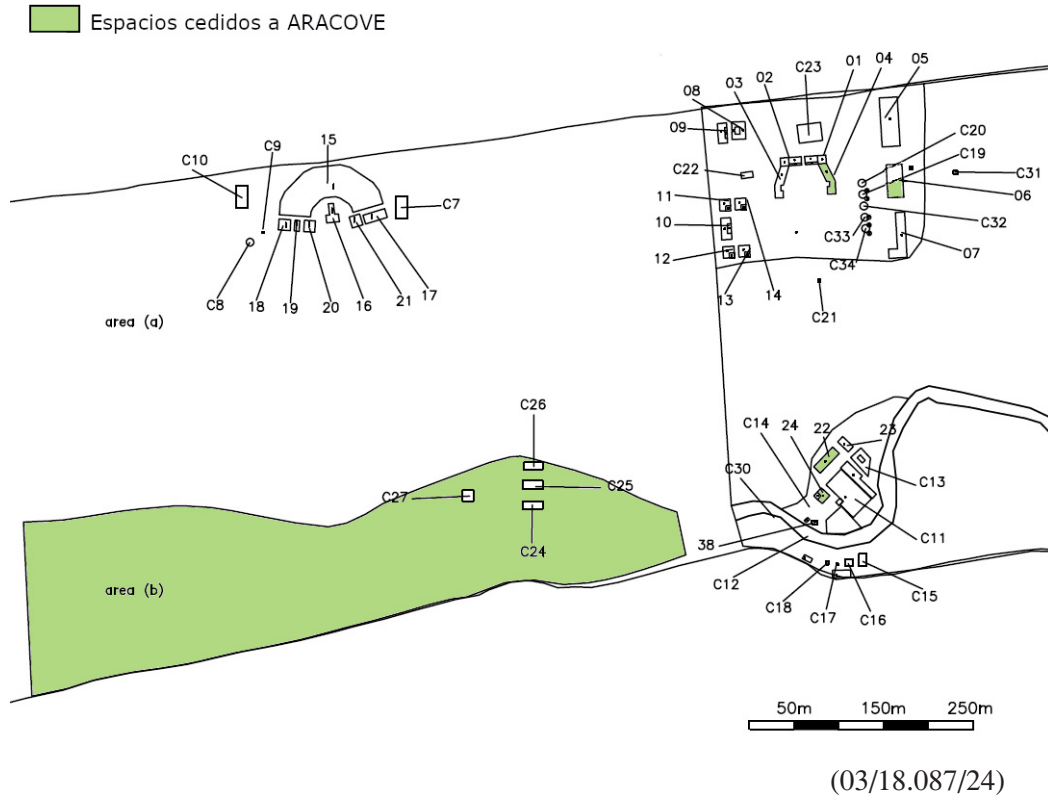 Espacios cedidos a ARACOVE
01
04
05
C23
02
03
08
09
C20
C19
C31
C22
06
11
C32
10
C33
07
12
C34
13
14
C21
15
C9
C10
C7
C8
18
19
20
16
21
17
area (a)
C26
C14
24
22
23
C30
C13
C27
C25
C24
38
C11
C12
C15
C18
C17
C16
area (b)
50m 150m 250m
(03/18.087/24)